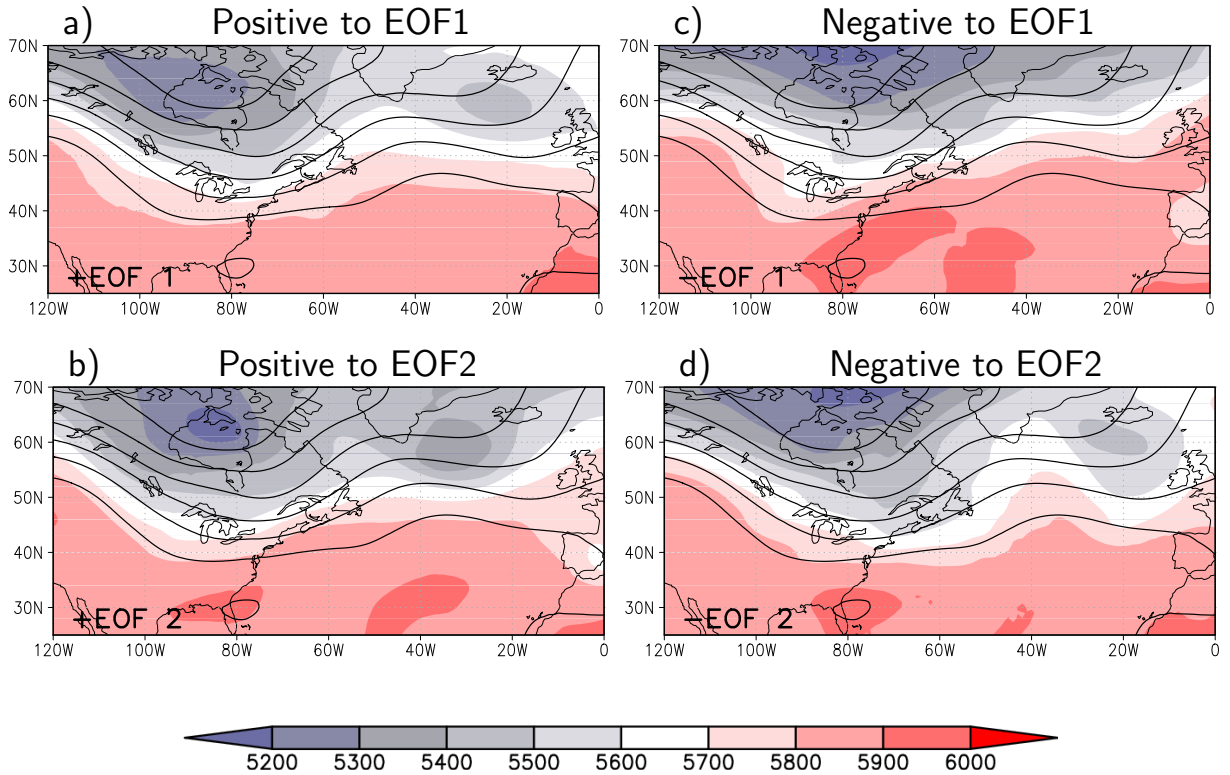 a) Positive to EOF1
70N
60N
50N
40N
30N
+EOF 1
120W 100W 80W 60W 40W 20W 0
c) Negative to EOF1
70N
60N
50N
40N
30N
−EOF 1
120W 100W 80W 60W 40W 20W 0
b) Positive to EOF2
70N
60N
50N
40N
30N
+EOF 2
120W 100W 80W 60W 40W 20W 0
d) Negative to EOF2
70N
60N
50N
40N
30N
−EOF 2
120W 100W 80W 60W 40W 20W 0
5200 5300 5400 5500 5600 5700 5800 5900 6000